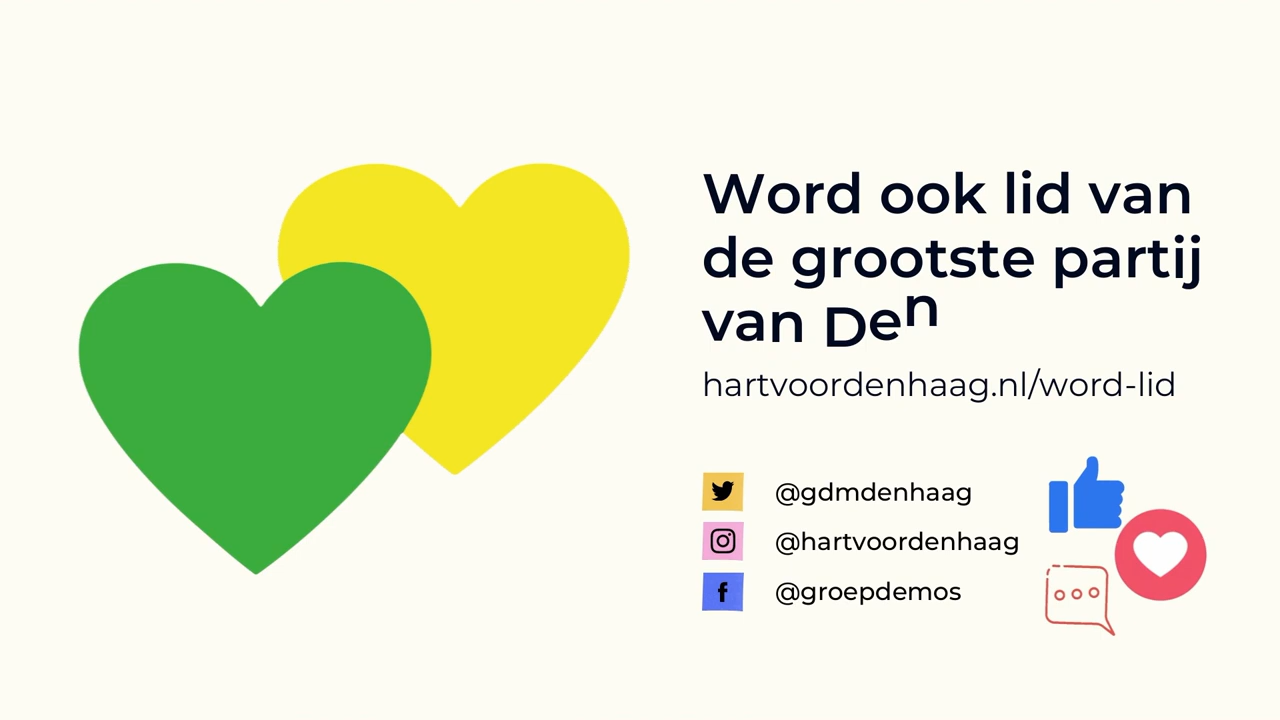 Word ook lid van
de grootste partij
van Den
hartvoordenhaag.nl/word-lid
@gdmdenhaag
@hartvoordenhaag
@groepdemos